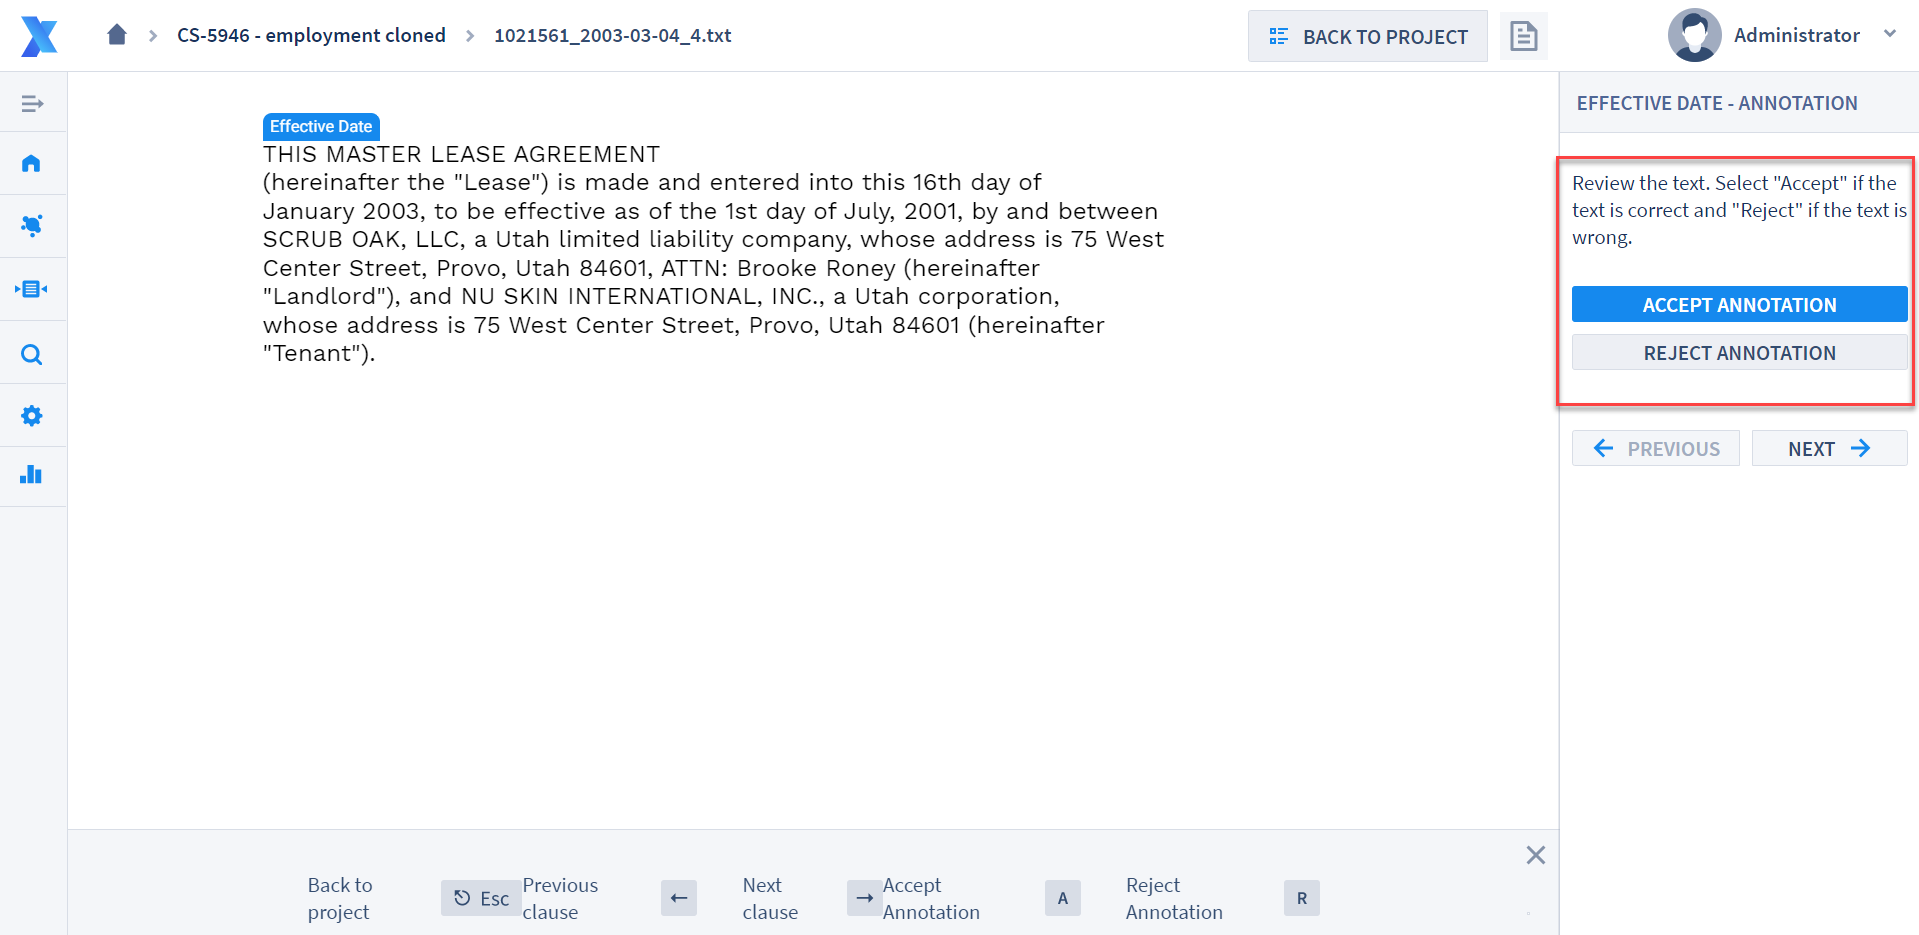 CS-5946 - employment cloned
1021561_2003-03-04_4.txt
BACK TO PROJECT
Administrator
Effective Date
THIS MASTER LEASE AGREEMENT
(hereinafter the "Lease") is made and entered into this 16th day of
January 2003, to be effective as of the 1st day of July, 2001, by and between
SCRUB OAK, LLC, a Utah limited liability company, whose address is 75 West
Center Street, Provo, Utah 84601, ATTN: Brooke Roney (hereinafter
"Landlord"), and NU SKIN INTERNATIONAL, INC., a Utah corporation,
whose address is 75 West Center Street, Provo, Utah 84601 (hereinafter
"Tenant").
EFFECTIVE DATE - ANNOTATION
Review the text. Select "Accept" if the
text is correct and "Reject" if the text is
wrong.
ACCEPT ANNOTATION
REJECT ANNOTATION
PREVIOUS
NEXT
Back to
project
Esc
Previous
clause
Next
clause
Accept
Annotation
A
Reject
Annotation
R